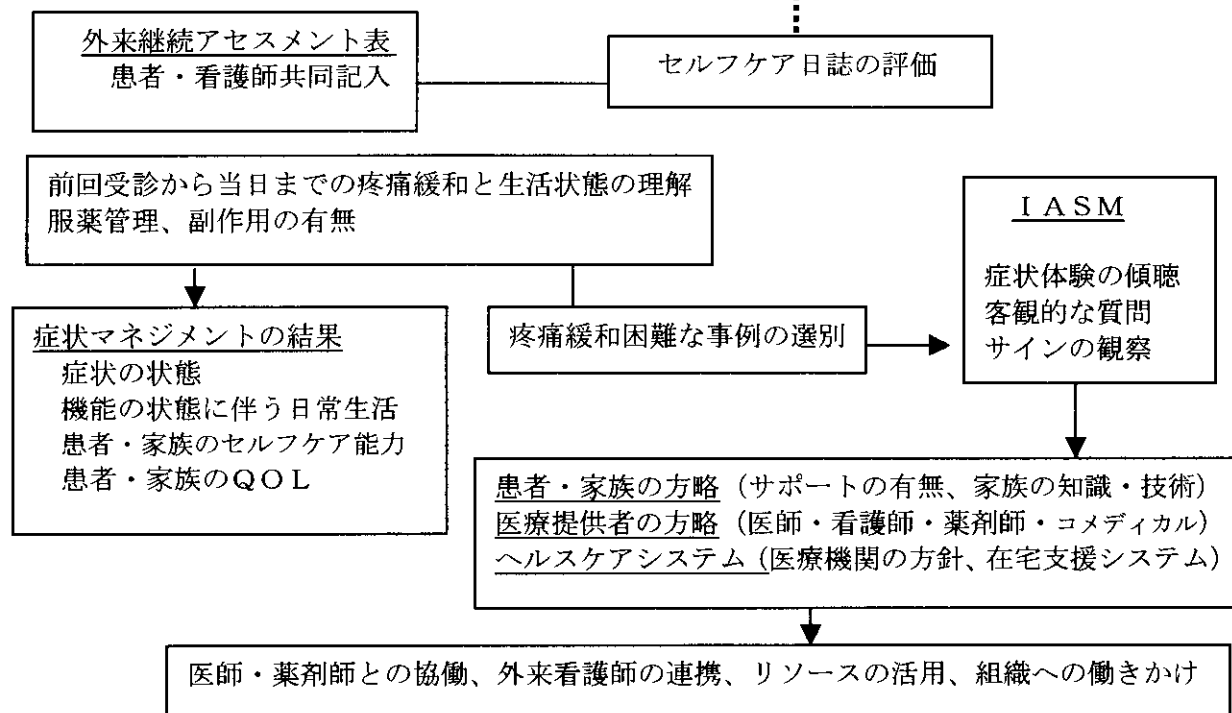 外来継続アセスメント表
患者・看護師共同記入
セルフケア日誌の評価
前回受診から当日までの疼痛緩和と生活状態の理解
服薬管理、副作用の有無
ＩＡＳＭ
症状体験の傾聴
客観的な質問
サインの観察
症状マネジメントの結果
症状の状態
機能の状態に伴う日常生活
患者・家族のセルフケア能力
患者・家族のＱＯＬ
疼痛緩和困難な事例の選別
患者・家族の方略（サポートの有無、家族の知識・技術）
医療提供者の方略（医師・看護師・薬剤師・コメディカル）
ヘルスケアシステム（医療機関の方針、在宅支援システム）
医師・薬剤師との協働、外来看護師の連携、リソースの活用、組織への働きかけ